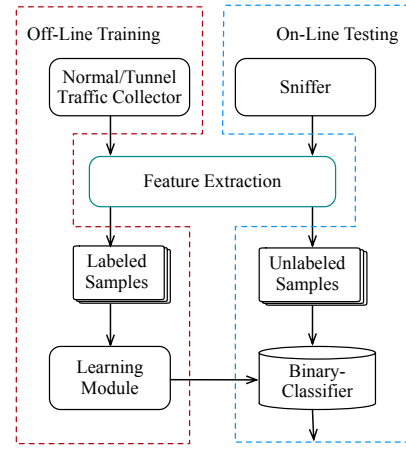 Off-Line Training
On-Line Testing
Normal/Tunnel
Traffic Collector
Sniffer
Feature Extraction
Labeled
Samples
Unlabeled
Samples
Learning
Module
Binary-
Classifier